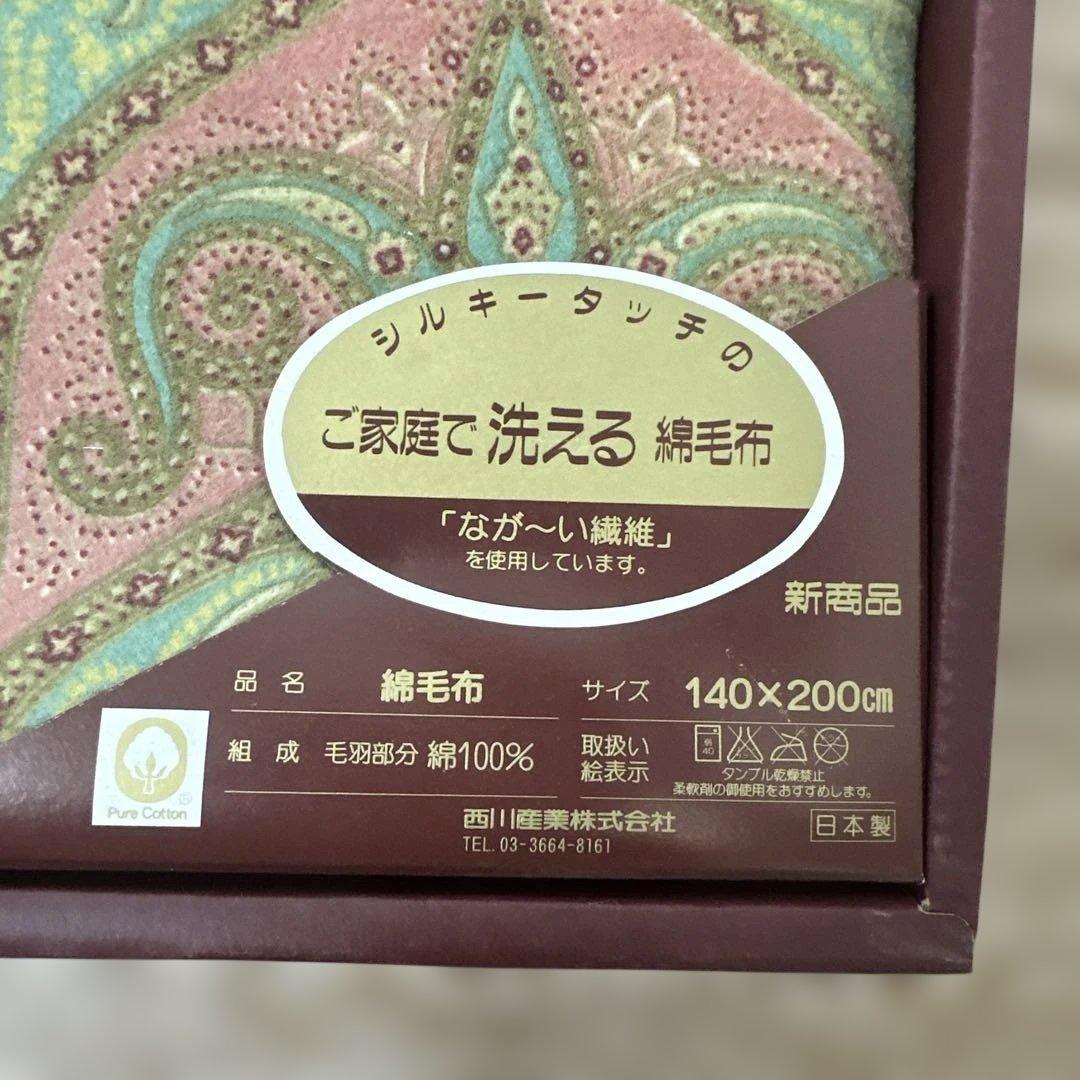 シルキータッチの
ご家庭で洗える 綿毛布
「なが〜い繊維」
を使用しています。
新商品
品名 綿毛布
サイズ 140×200cm
組成 毛羽部分 綿100%
取扱い
絵表示
弱
40
タンブル乾燥禁止
柔軟剤の御使用をおすすめします。
Pure Cotton
西川産業株式会社
TEL. 03-3664-8161
日本製